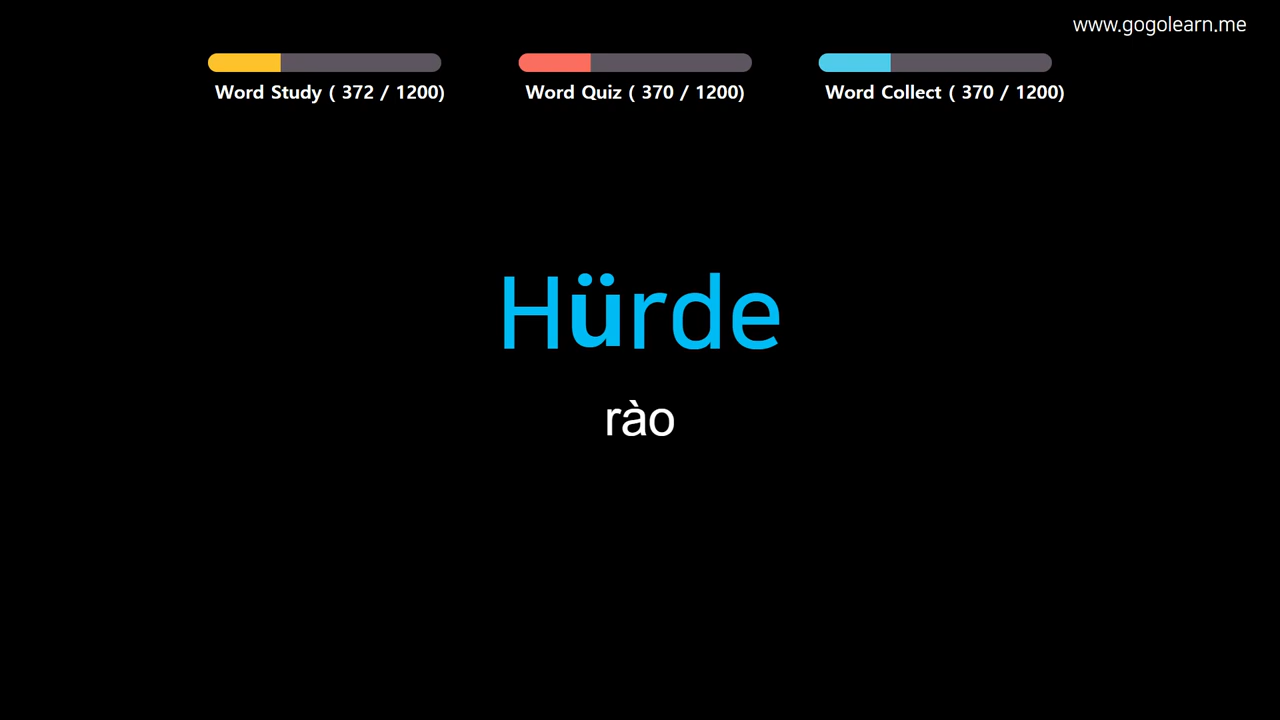 www.gogolearn.me
Word Study ( 372 / 1200)
Word Quiz ( 370 / 1200)
Word Collect ( 370 / 1200)
Hürde
rào